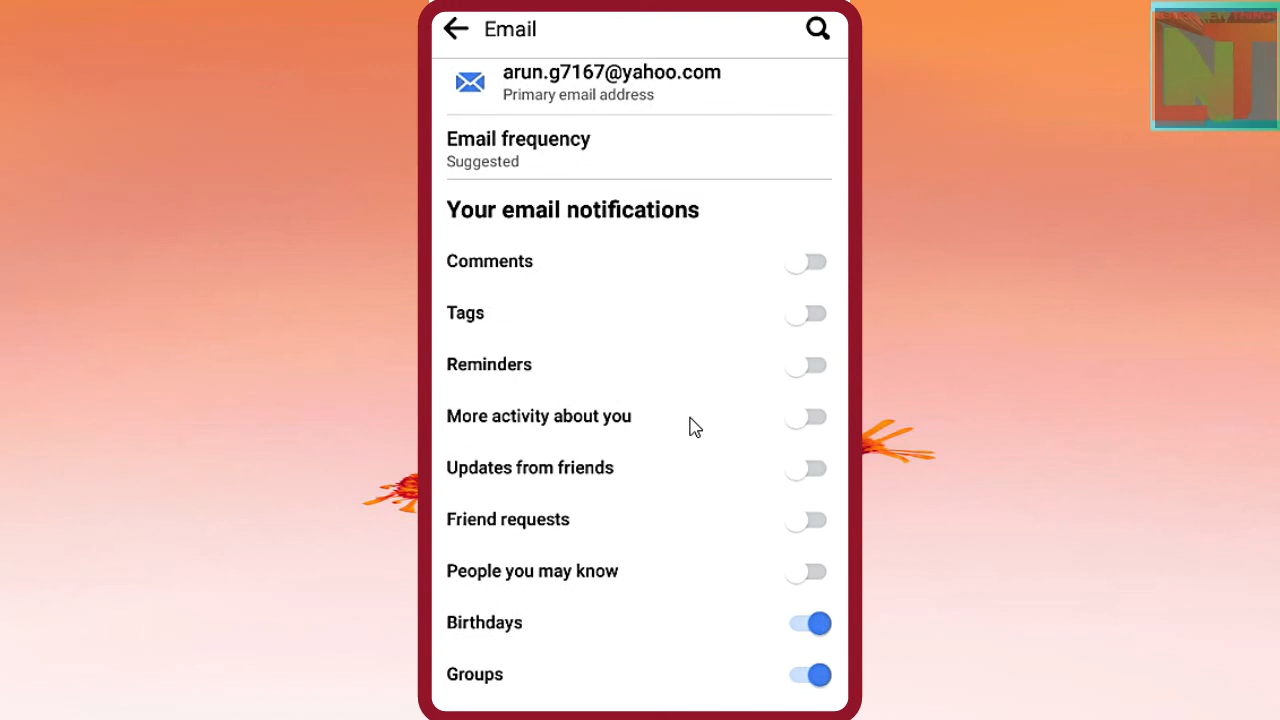 Email
arun.g7167@yahoo.com
Primary email address
Email frequency
Suggested
Your email notifications
Comments
Tags
Reminders
More activity about you
Updates from friends
Friend requests
People you may know
Birthdays
Groups